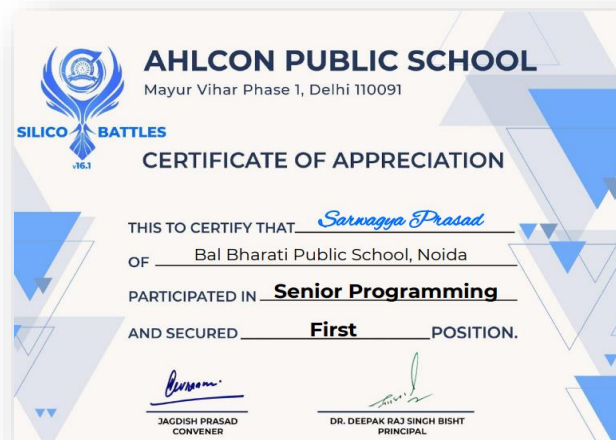 AHLCON PUBLIC SCHOOL
Mayur Vihar Phase 1, Delhi 110091
SILICO BATTLES
v16.1
CERTIFICATE OF APPRECIATION
THIS TO CERTIFY THAT Sarwagya Prasad
OF Bal Bharati Public School, Noida
PARTICIPATED IN Senior Programming
AND SECURED First POSITION.
JAGDISH PRASAD
CONVENER
DR. DEEPAK RAJ SINGH BISHT
PRINCIPAL